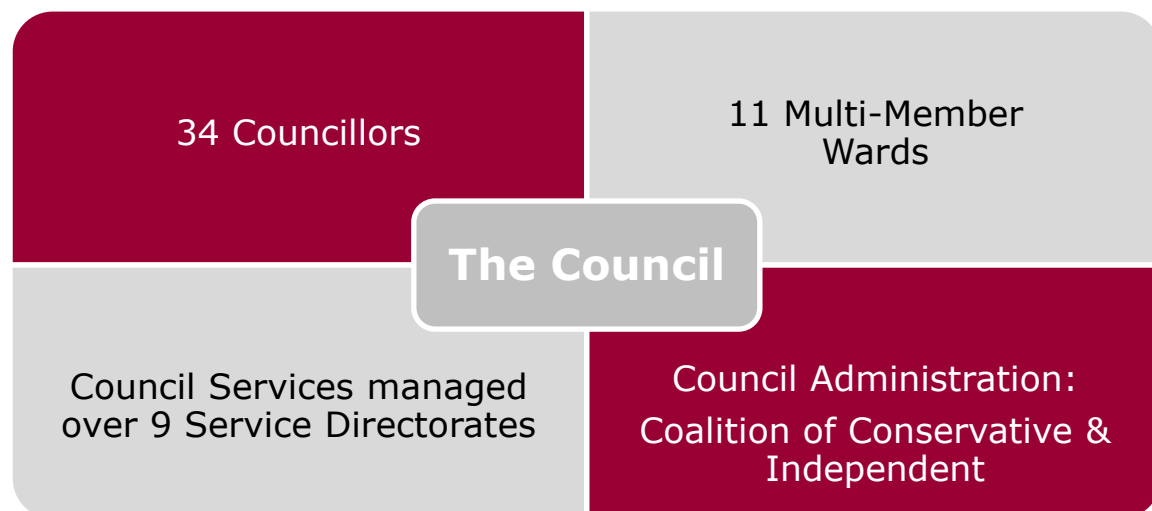 34 Councillors
11 Multi-Member
Wards
The Council
Council Services managed
over 9 Service Directorates
Council Administration:
Coalition of Conservative &
Independent